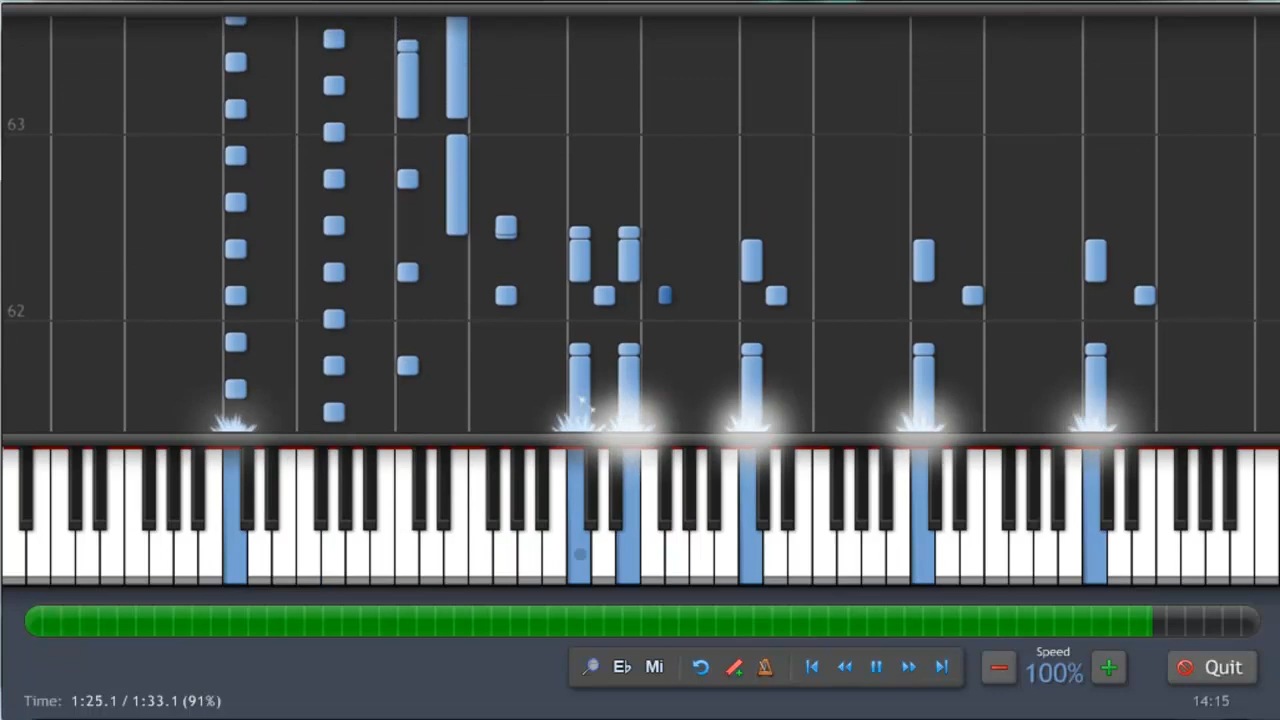 63
62
E♭ Mi
Speed
100%
Quit
Time: 1:25.1 / 1:33.1 (91%)
14:15